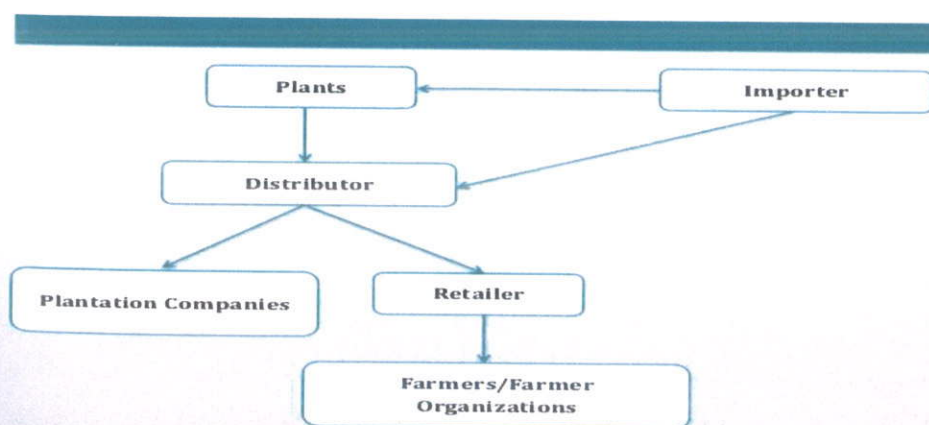 Plants
Importer
Distributor
Plantation Companies
Retailer
Farmers/Farmer
Organizations